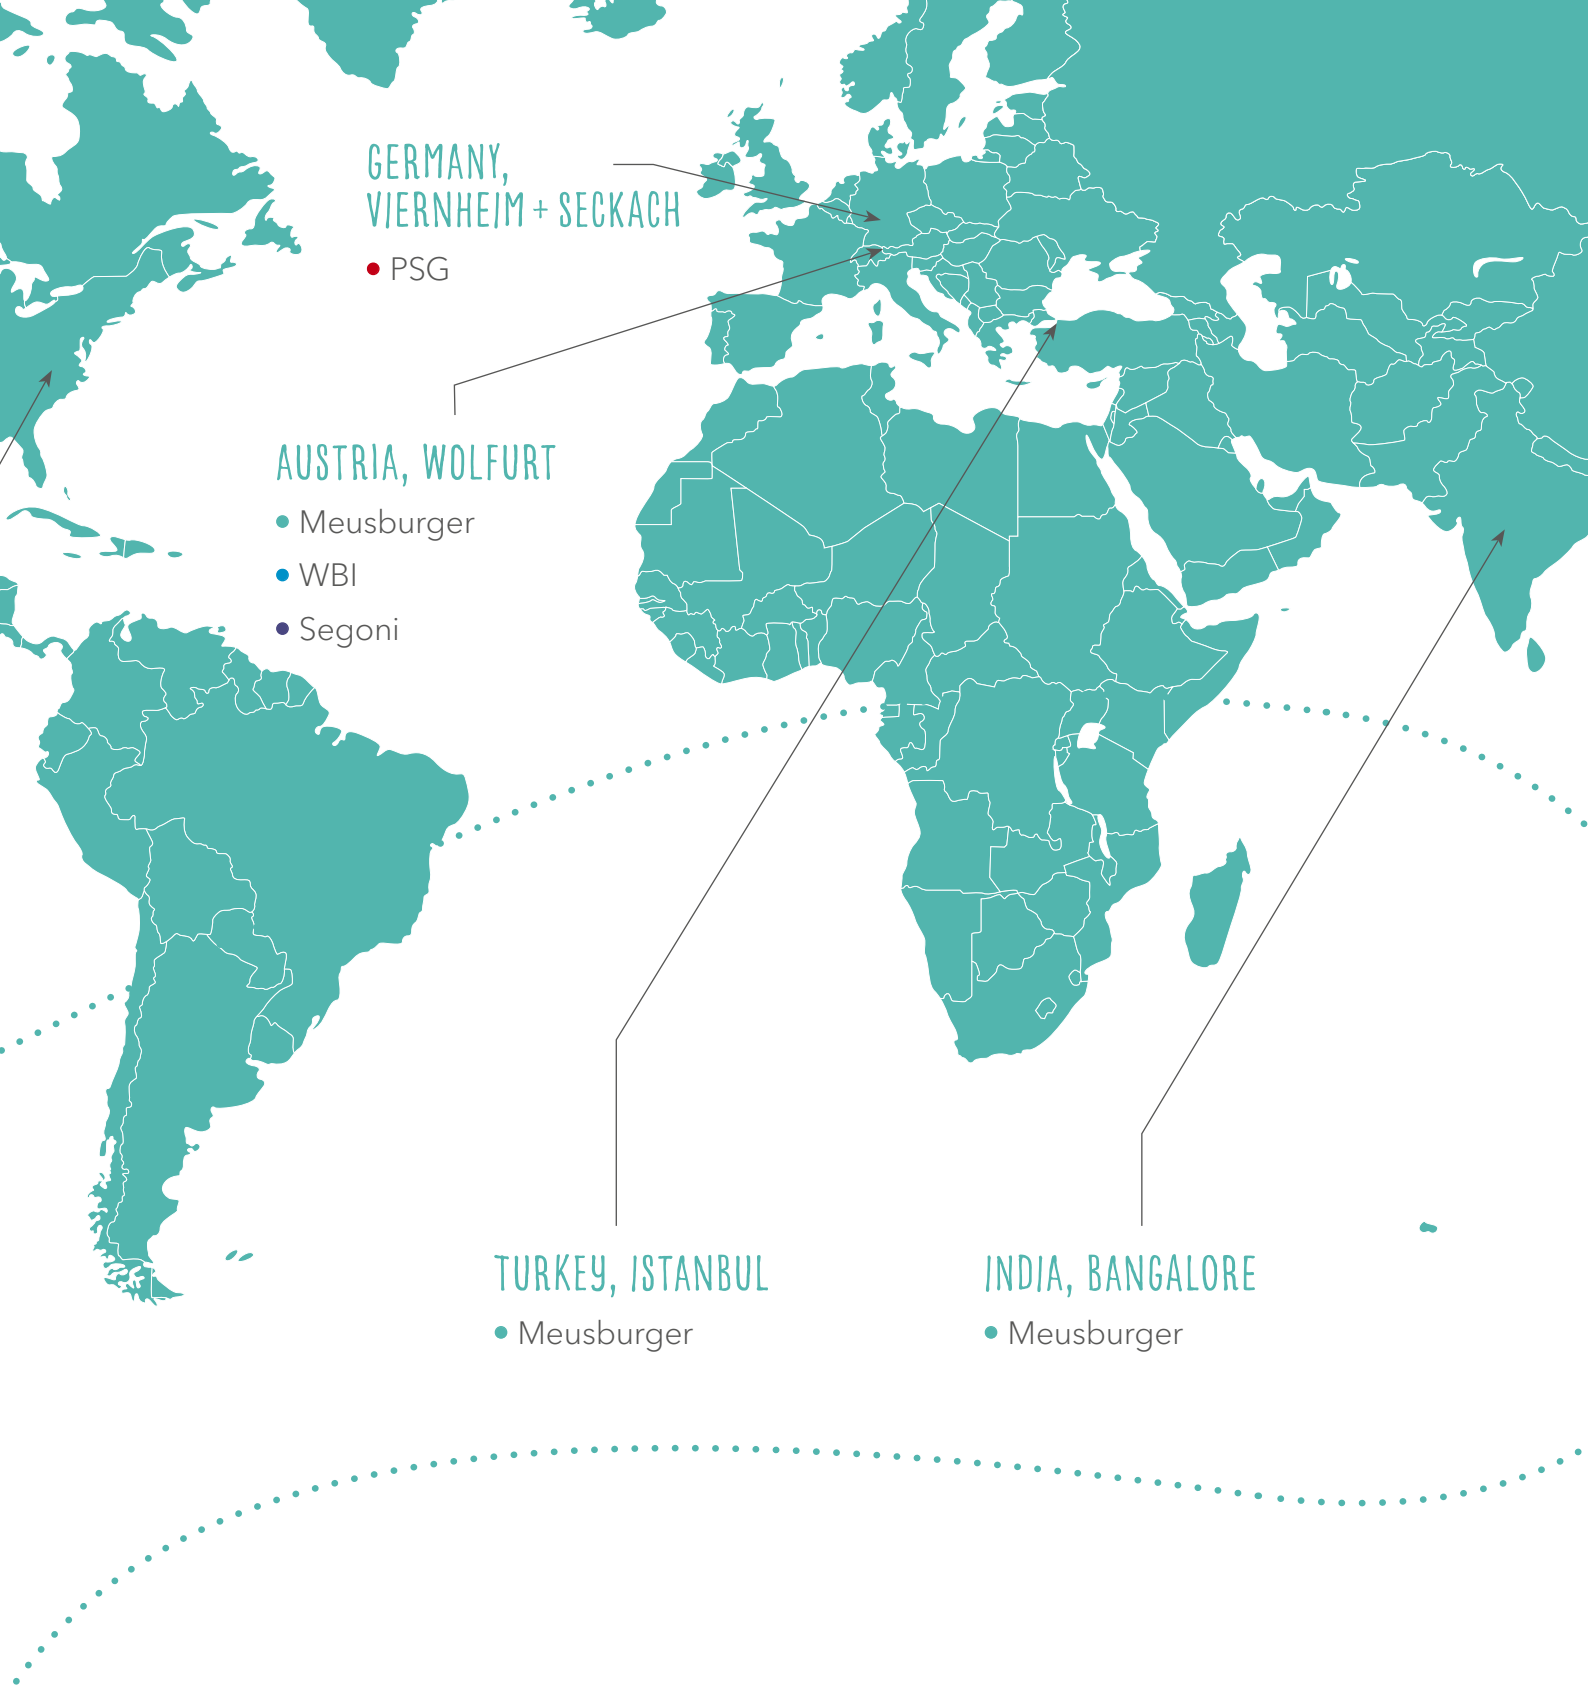 GERMANY,
VIERNHEIM + SECKACH
PSG
AUSTRIA, WOLFURT
Meusburger
WBI
Segoni
TURKEY, ISTANBUL
Meusburger
INDIA, BANGALORE
Meusburger